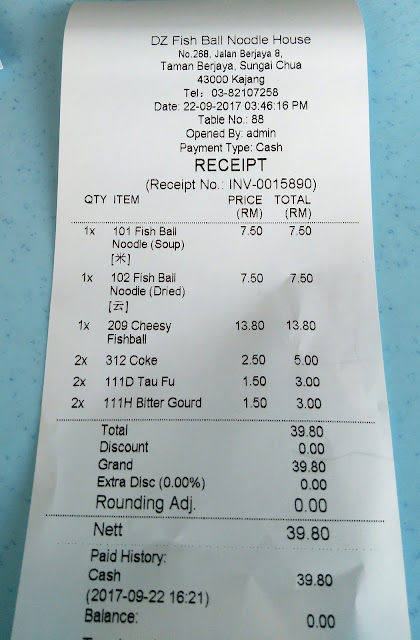 DZ Fish Ball Noodle House
No.268, Jalan Berjaya 8,
Taman Berjaya, Sungai Chua
43000 Kajang
Tel: 03-82107258
Date: 22-09-2017 03:46:16 PM
Table No.: 88
Opened By: admin
Payment Type: Cash
RECEIPT
(Receipt No.: INV-0015890)
QTY ITEM PRICE TOTAL
(RM) (RM)
1x 101 Fish Ball 7.50 7.50
Noodle (Soup)
[米]
1x 102 Fish Ball 7.50 7.50
Noodle (Dried)
[云]
1x 209 Cheesy 13.80 13.80
Fishball
2x 312 Coke 2.50 5.00
2x 111D Tau Fu 1.50 3.00
2x 111H Bitter Gourd 1.50 3.00
Total 39.80
Discount 0.00
Grand 39.80
Extra Disc (0.00%) 0.00
Rounding Adj. 0.00
Nett 39.80
Paid History:
Cash 39.80
(2017-09-22 16:21)
Balance: 0.00